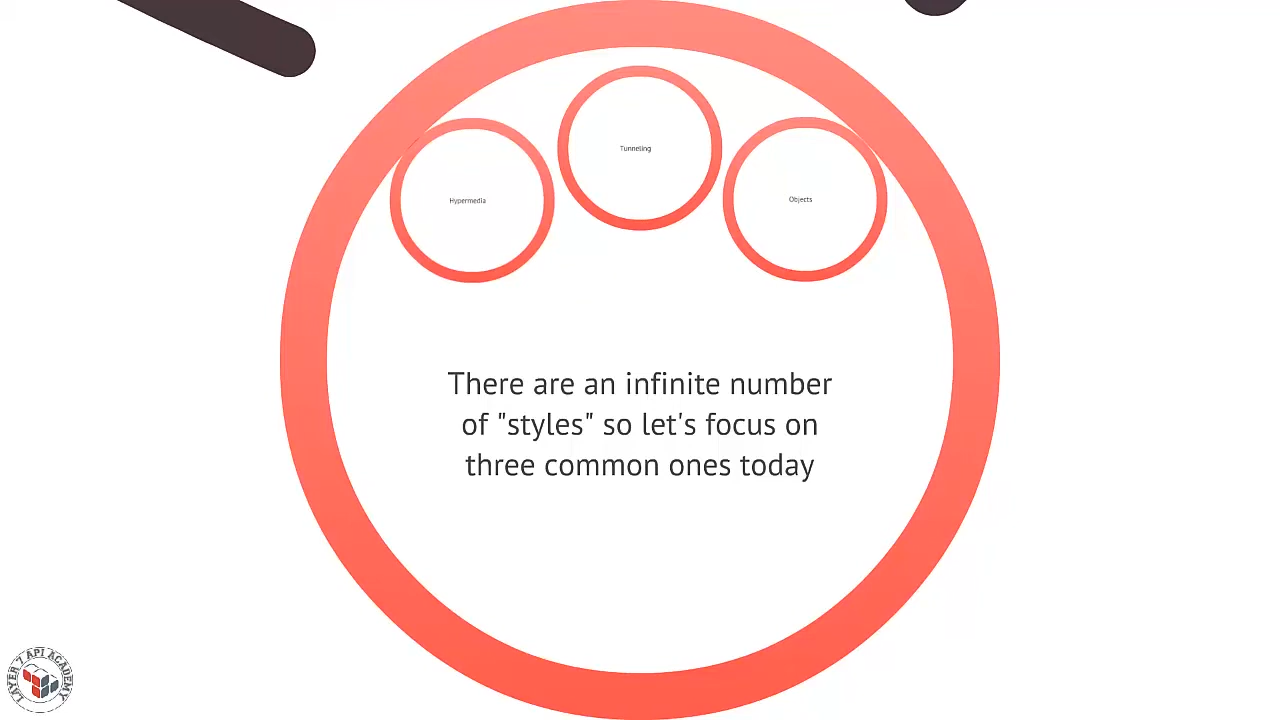 Tunneling
Hypermedia
Objects
There are an infinite number
of "styles" so let's focus on
three common ones today
LAYER 7 API ACADEMY